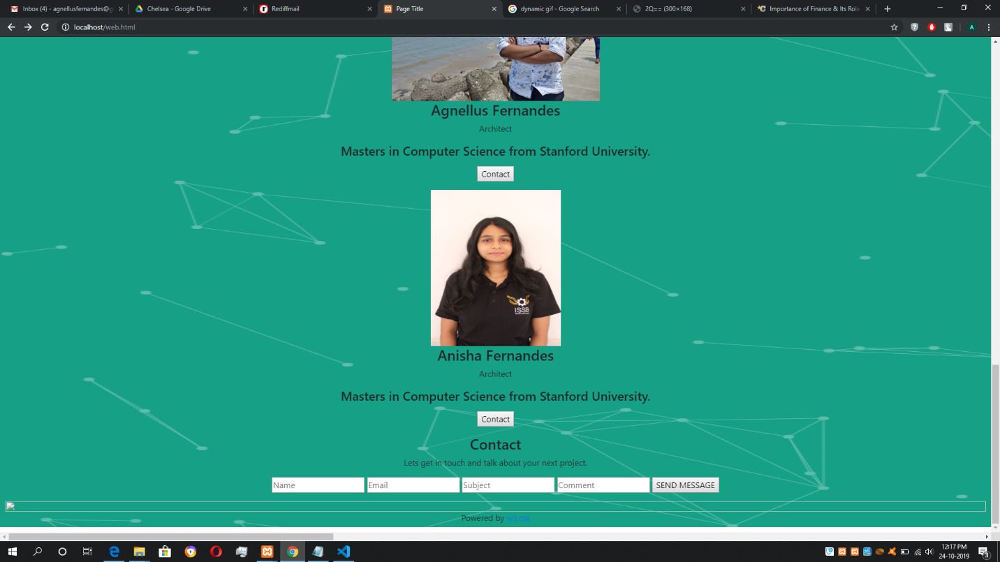 Inbox (4) - agnellusfernandes@g
Chelsea - Google Drive
Rediffmail
Page Title
dynamic gif - Google Search
2Q== (300×168)
Importance of Finance & Its Role
localhost/web.html
A
Agnellus Fernandes
Architect
Masters in Computer Science from Stanford University.
Contact
ISSB
Anisha Fernandes
Architect
Masters in Computer Science from Stanford University.
Contact
Contact
Lets get in touch and talk about your next project.
Name Email Subject Comment SEND MESSAGE
Powered by w3.css
12:17 PM
24-10-2019
3